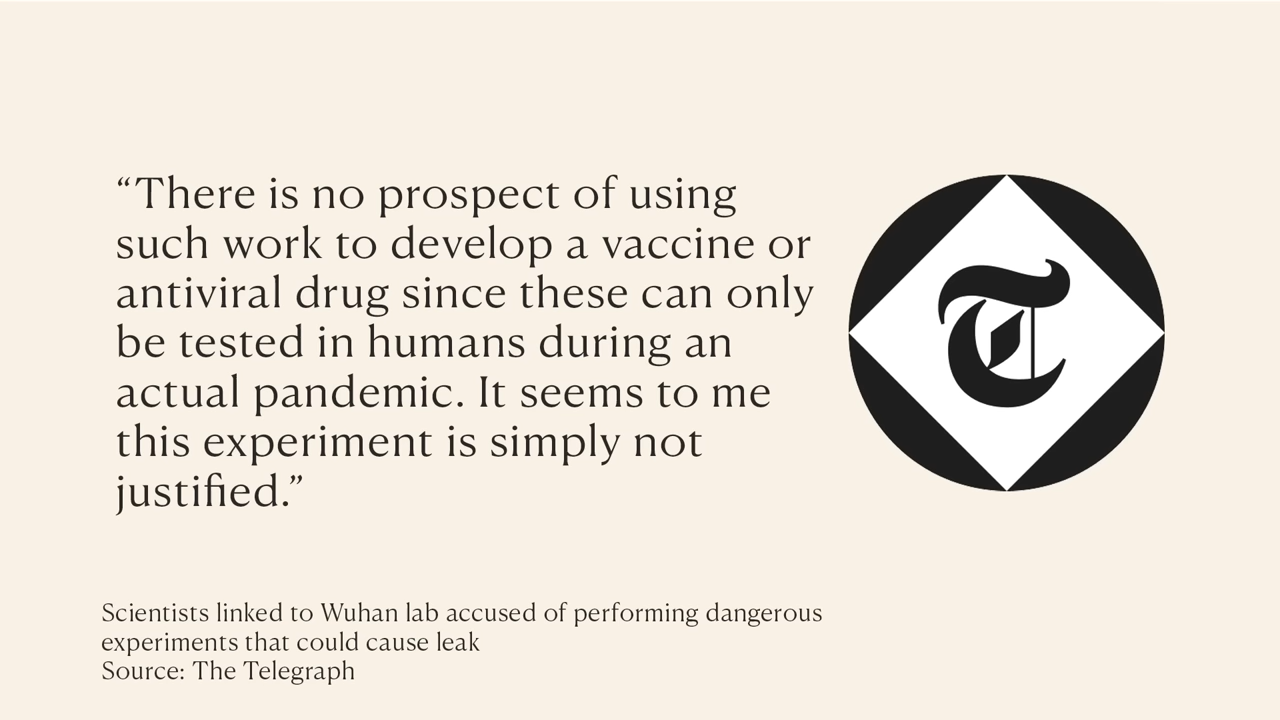 “There is no prospect of using
such work to develop a vaccine or
antiviral drug since these can only
be tested in humans during an
actual pandemic. It seems to me
this experiment is simply not
justified.”
T
Scientists linked to Wuhan lab accused of performing dangerous
experiments that could cause leak
Source: The Telegraph